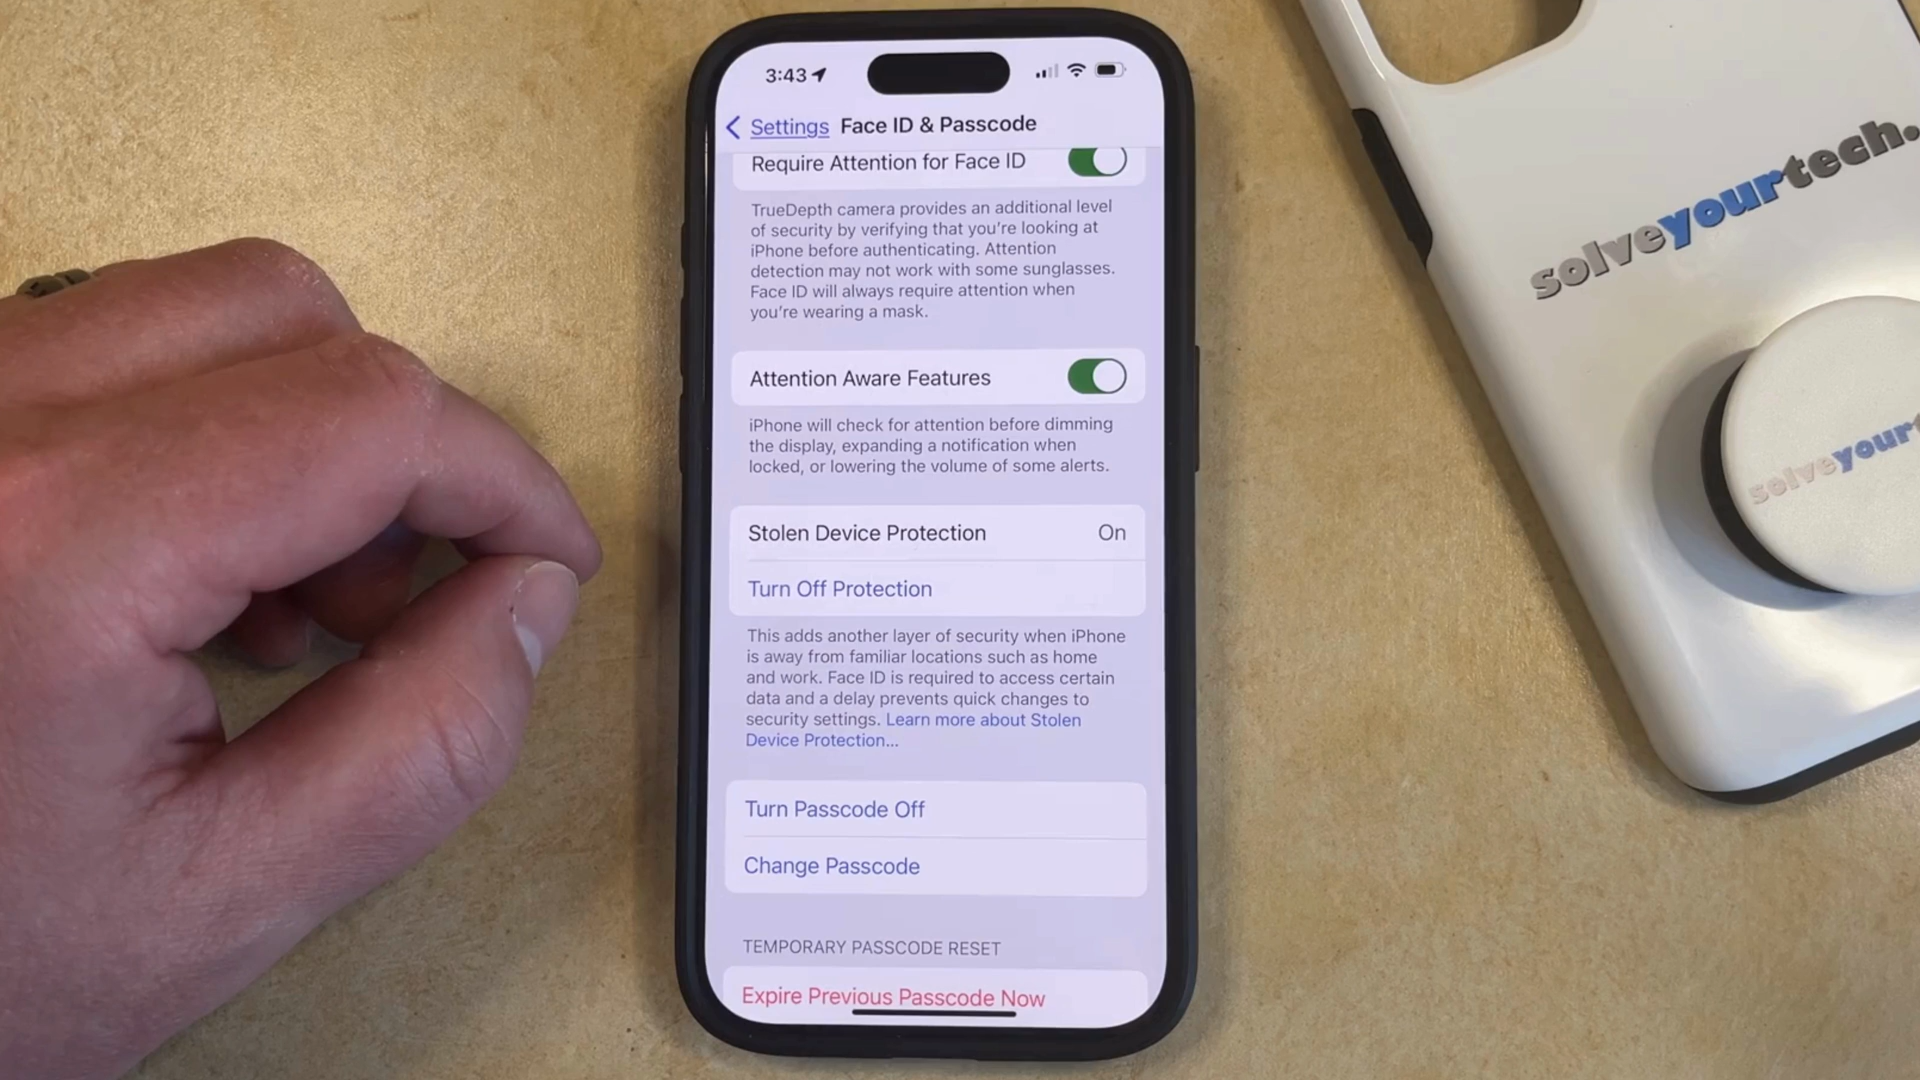 3:43
Settings Face ID & Passcode
Require Attention for Face ID
TrueDepth camera provides an additional level
of security by verifying that you're looking at
iPhone before authenticating. Attention
detection may not work with some sunglasses.
Face ID will always require attention when
you're wearing a mask.
Attention Aware Features
iPhone will check for attention before dimming
the display, expanding a notification when
locked, or lowering the volume of some alerts.
Stolen Device Protection On
Turn Off Protection
This adds another layer of security when iPhone
is away from familiar locations such as home
and work. Face ID is required to access certain
data and a delay prevents quick changes to
security settings. Learn more about Stolen
Device Protection...
Turn Passcode Off
Change Passcode
TEMPORARY PASSCODE RESET
Expire Previous Passcode Now
solveyourtech.
solveyourt